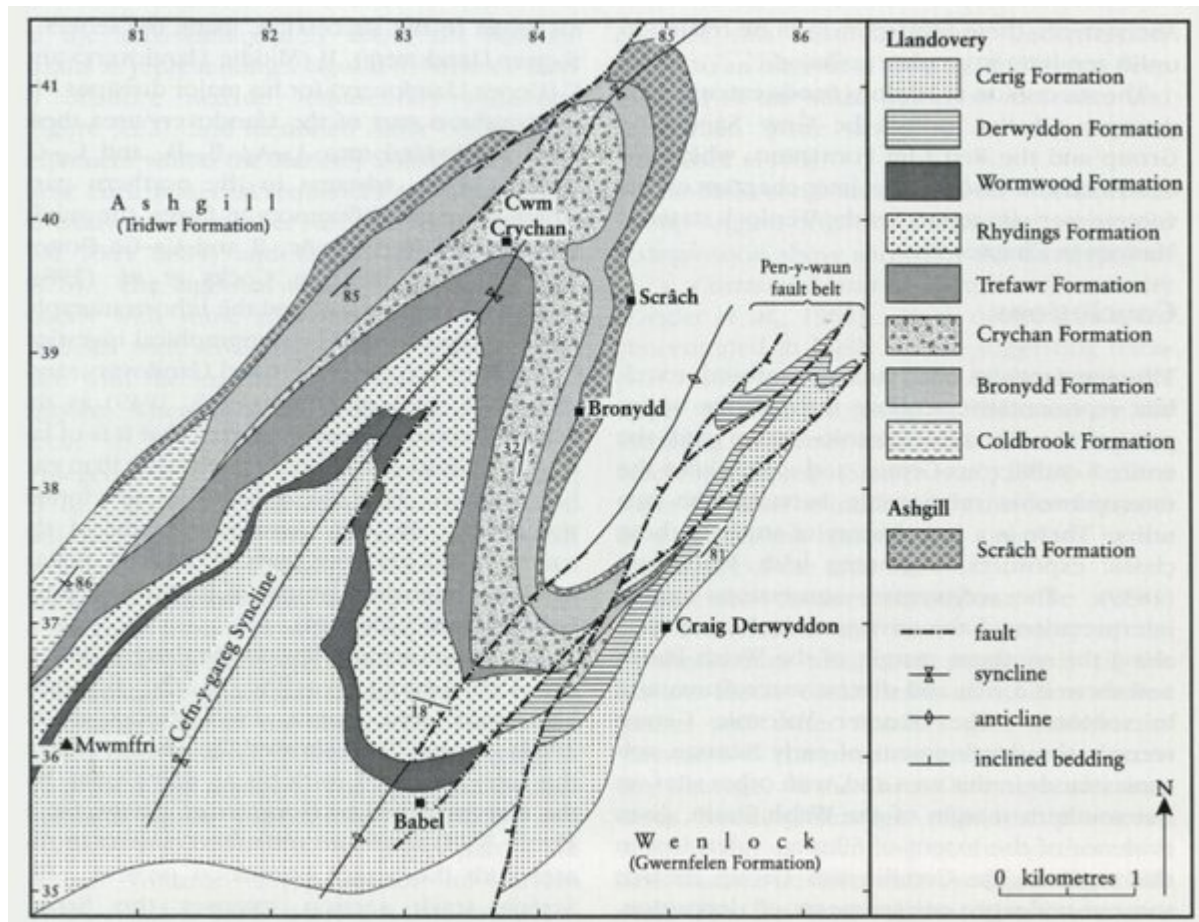 81
82
83
84
85
86
41
40
39
38
37
36
35
A s h g i l l
(Tridwr Formation)
Cwm
Crychan
85
Scrâch
Pen-y-waun
fault belt
Bronydd
32
86
81
Craig Derwyddon
Cefn-y-gareg Syncline
18
Mwmffri
Babel
W e n l o c k
(Gwernfelen Formation)
Llandovery
Cerig Formation
Derwyddon Formation
Wormwood Formation
Rhydings Formation
Trefawr Formation
Crychan Formation
Bronydd Formation
Coldbrook Formation
Ashgill
Scrâch Formation
fault
syncline
anticline
inclined bedding
N
0 kilometres 1